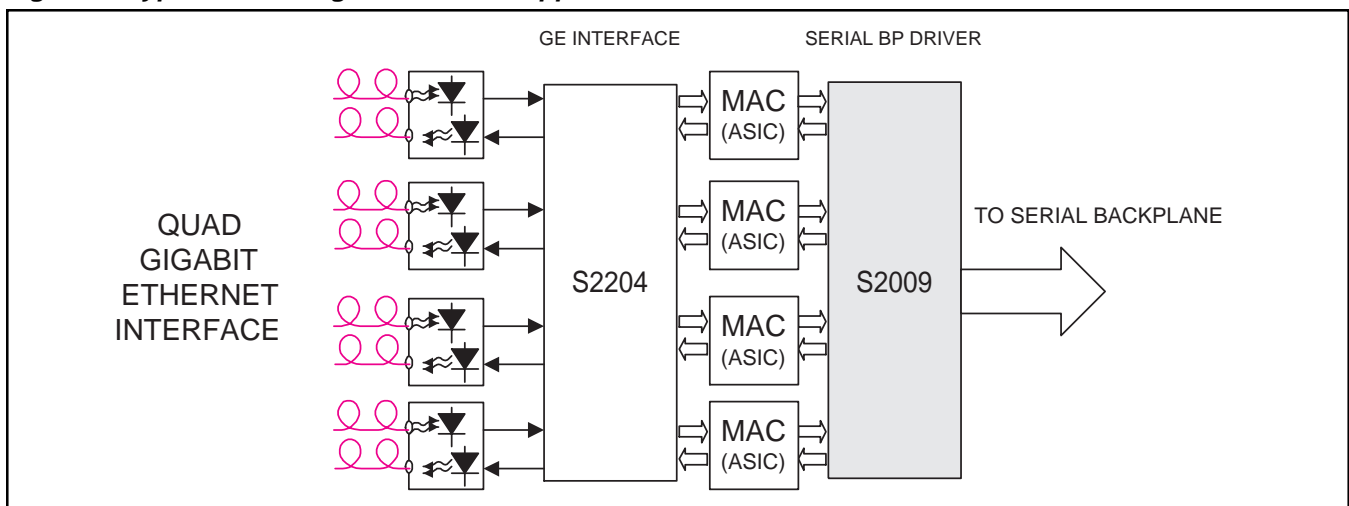 GE INTERFACE
SERIAL BP DRIVER
QUAD
GIGABIT
ETHERNET
INTERFACE
S2204
MAC
(ASIC)
MAC
(ASIC)
MAC
(ASIC)
MAC
(ASIC)
S2009
TO SERIAL BACKPLANE